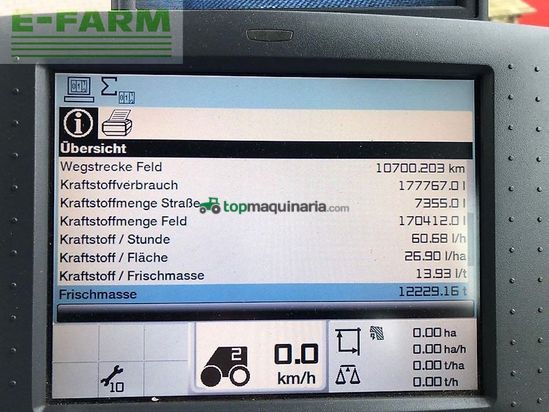 E-FARM
Übersicht
Wegstrecke Feld 10700.203 km
Kraftstoffverbrauch 177767.0 l
Kraftstoffmenge Straße 7355.0 l
Kraftstoffmenge Feld 170412.0 l
topmaquinaria.com
Kraftstoff / Stunde 60.68 l/h
Kraftstoff / Fläche 26.90 l/ha
Kraftstoff / Frischmasse 13.93 l/t
Frischmasse 12229.16 t
10
2
0.0
km/h
0.00 ha
0.00 ha/h
0.00 t/ha
0.00 t/h